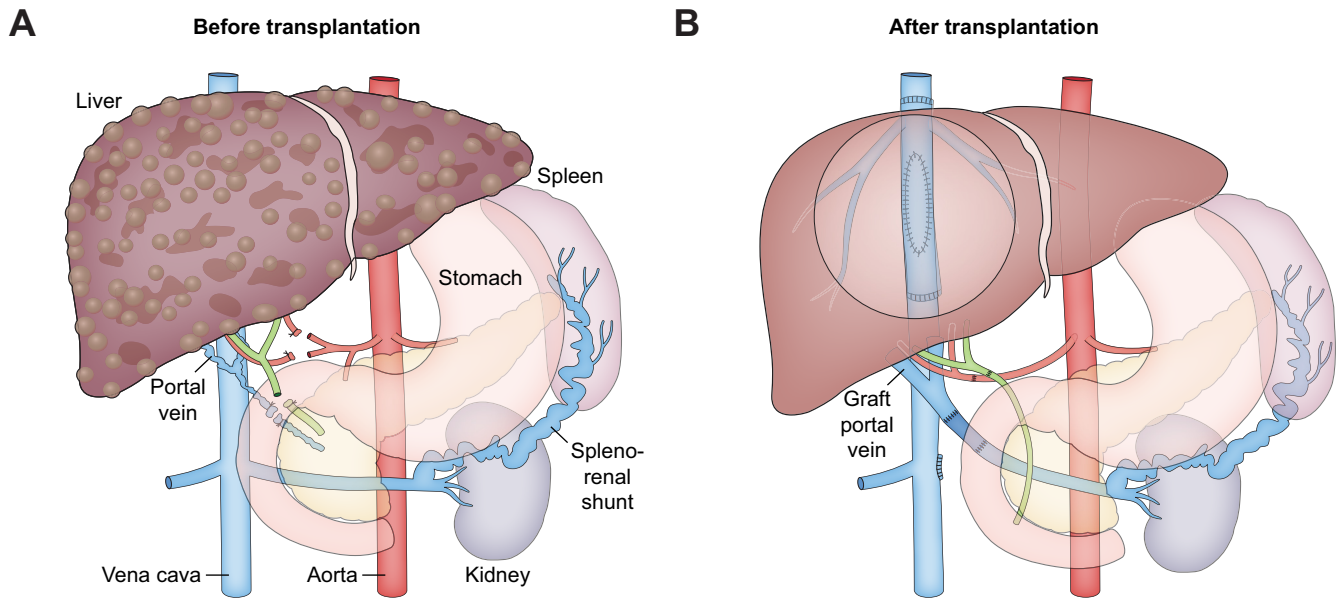 A
Before transplantation
Liver
Spleen
Stomach
Portal
vein
Spleno-
renal
shunt
Vena cava
Aorta
Kidney
B
After transplantation
Graft
portal
vein